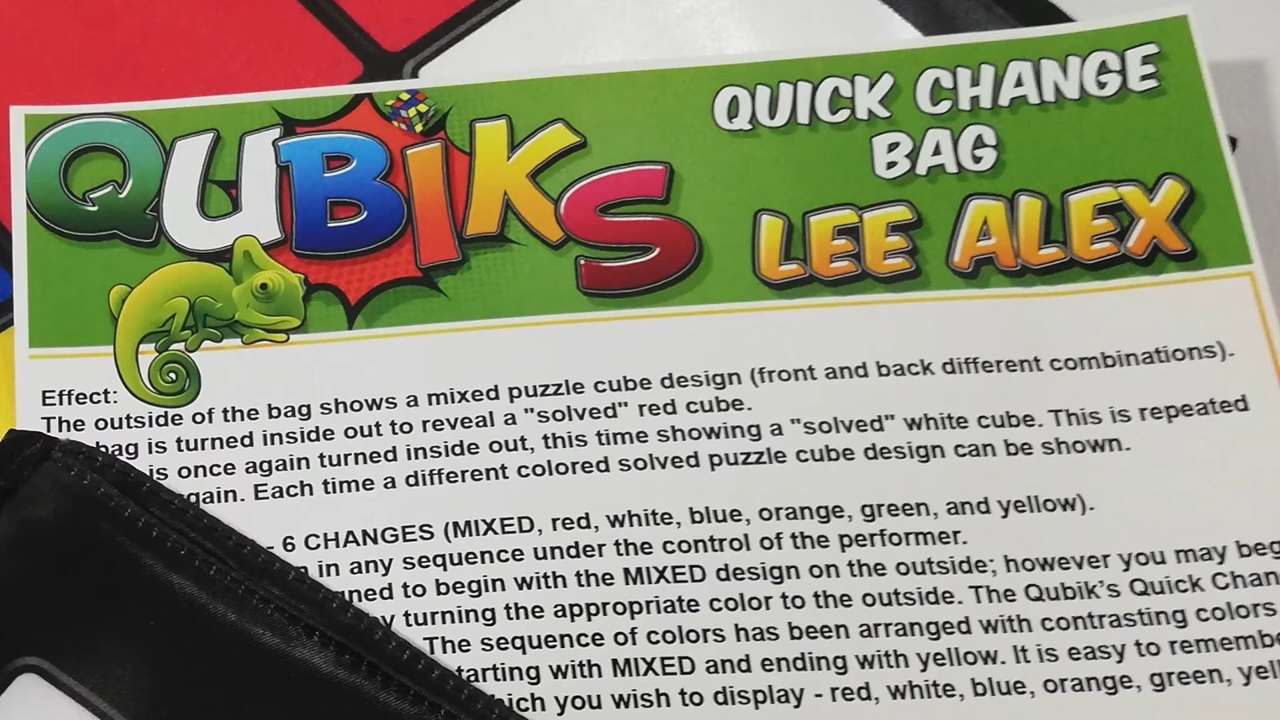 QUBiKS
QUICK CHANGE
BAG
LEE ALEX
Effect:
The outside of the bag shows a mixed puzzle cube design (front and back different combinations).
bag is turned inside out to reveal a "solved" red cube.
is once again turned inside out, this time showing a "solved" white cube. This is repeated
gain. Each time a different colored solved puzzle cube design can be shown.
- 6 CHANGES (MIXED, red, white, blue, orange, green, and yellow).
in any sequence under the control of the performer.
ned to begin with the MIXED design on the outside; however you may beg
turning the appropriate color to the outside. The Qubik's Quick Chan
The sequence of colors has been arranged with contrasting colors
tarting with MIXED and ending with yellow. It is easy to remembe
ich you wish to display - red, white, blue, orange, green, yel